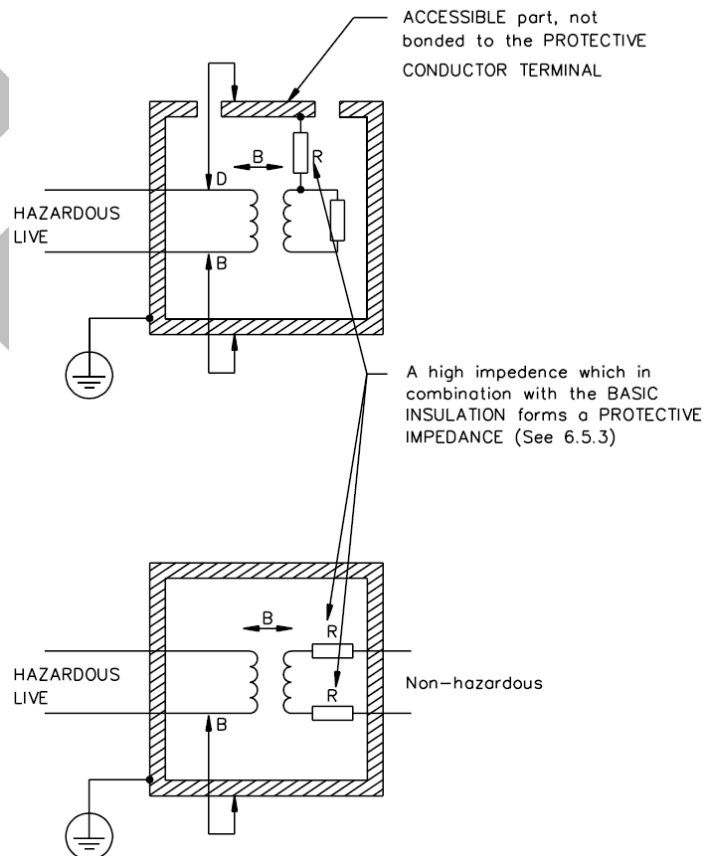 ACCESSIBLE part, not
bonded to the PROTECTIVE
CONDUCTOR TERMINAL
B
R
D
HAZARDOUS
LIVE
B
A high impedence which in
combination with the BASIC
INSULATION forms a PROTECTIVE
IMPEDANCE (See 6.5.3)
B
R
HAZARDOUS
LIVE
R
Non-hazardous
B